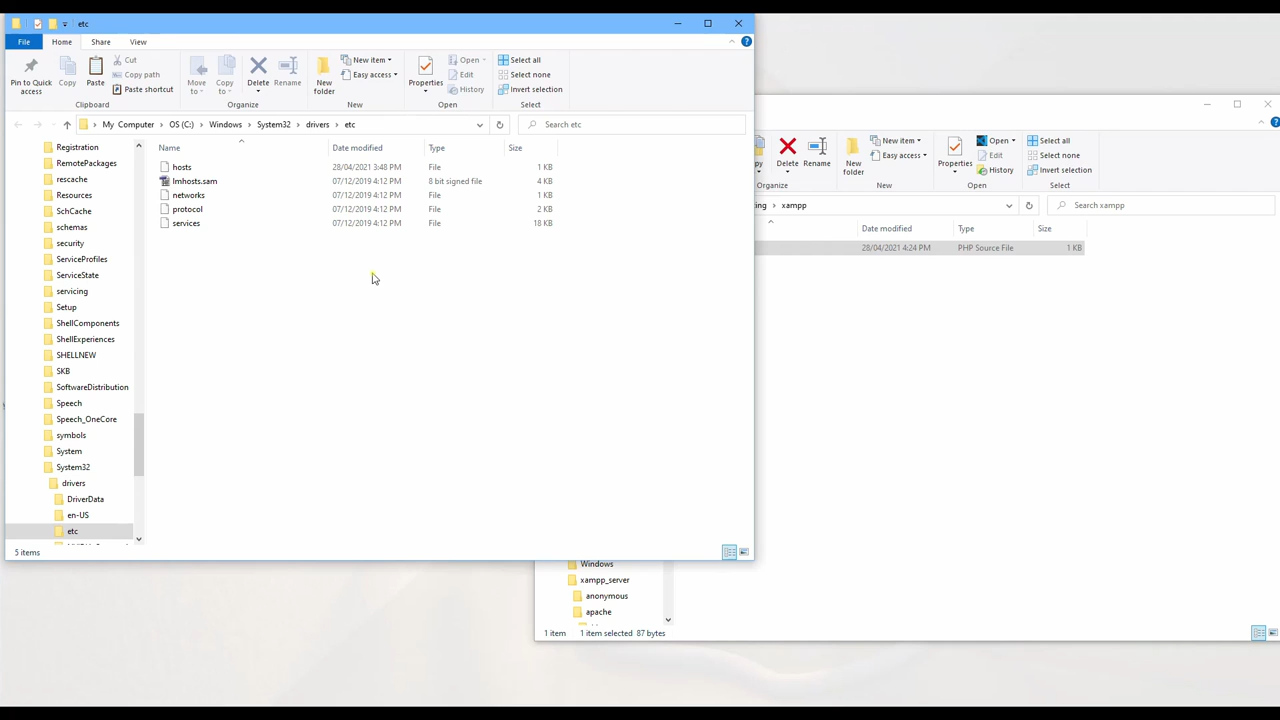 etc
File Home Share View
Pin to Quick access
Copy
Paste
Cut
Copy path
Paste shortcut
Clipboard
Move to
Copy to
Delete
Rename
Organize
New folder
New item
Easy access
New
Properties
Open
Edit
History
Open
Select all
Select none
Invert selection
Select
My Computer OS (C:) Windows System32 drivers etc
Search etc
Registration
RemotePackages
rescache
Resources
SchCache
schemas
security
ServiceProfiles
ServiceState
servicing
Setup
ShellComponents
ShellExperiences
SHELLNEW
SKB
SoftwareDistribution
Speech
Speech_OneCore
symbols
System
System32
drivers
DriverData
en-US
etc
Name Date modified Type Size
hosts 28/04/2021 3:48 PM File 1 KB
lmhosts.sam 07/12/2019 4:12 PM 8 bit signed file 4 KB
networks 07/12/2019 4:12 PM File 1 KB
protocol 07/12/2019 4:12 PM File 2 KB
services 07/12/2019 4:12 PM File 18 KB
5 items
Delete
Rename
Organize
New folder
New item
Easy access
New
Properties
Open
Edit
History
Open
Select all
Select none
Invert selection
Select
xampp
Search xampp
Date modified Type Size
28/04/2021 4:24 PM PHP Source File 1 KB
Windows
xampp_server
anonymous
apache
1 item 1 item selected 87 bytes